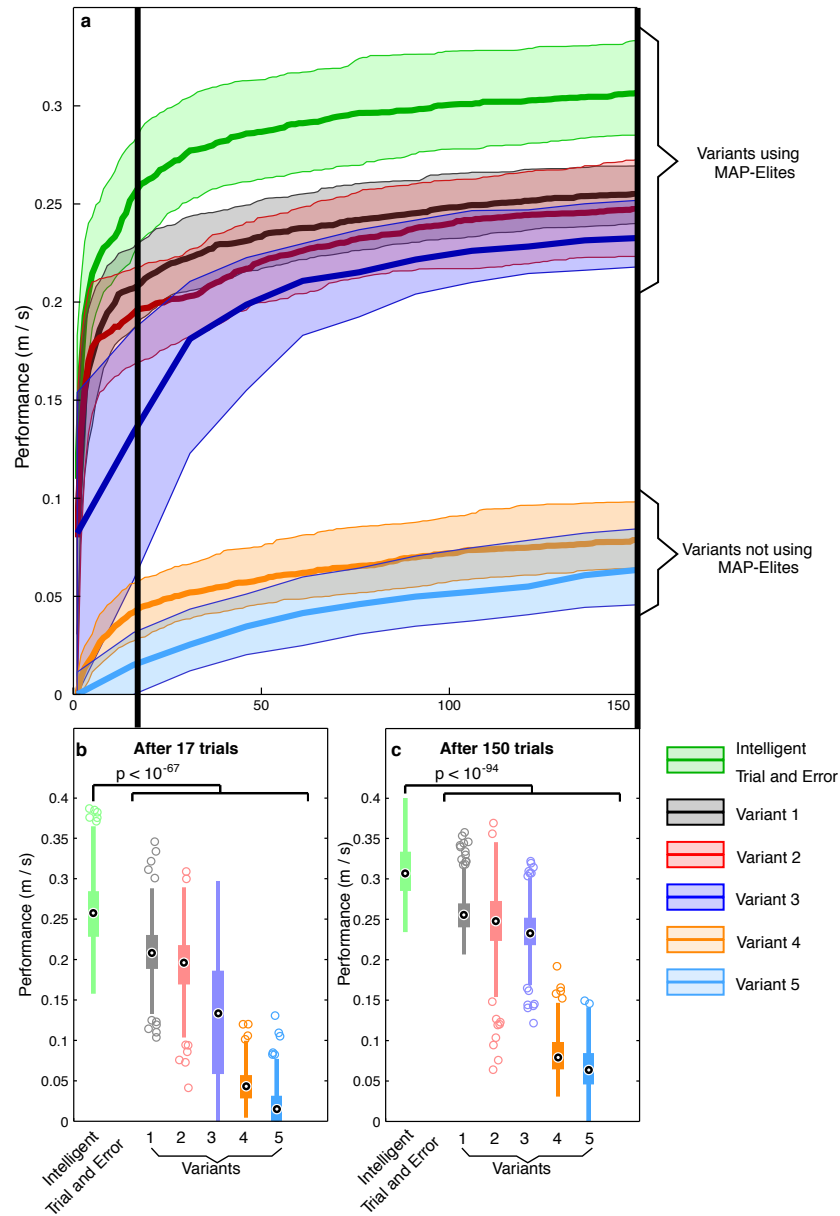 a
0.3
0.25
0.2
0.15
0.1
0.05
0
Performance (m / s)
0
50
100
150
Variants using
MAP-Elites
Variants not using
MAP-Elites
b
After 17 trials
p < 10-67
0.4
0.35
0.3
0.25
0.2
0.15
0.1
0.05
0
Performance (m / s)
Intelligent
Trial and Error
1 2 3 4 5
Variants
c
After 150 trials
p < 10-94
0.4
0.35
0.3
0.25
0.2
0.15
0.1
0.05
0
Performance (m / s)
Intelligent
Trial and Error
1 2 3 4 5
Variants
Intelligent
Trial and Error
Variant 1
Variant 2
Variant 3
Variant 4
Variant 5